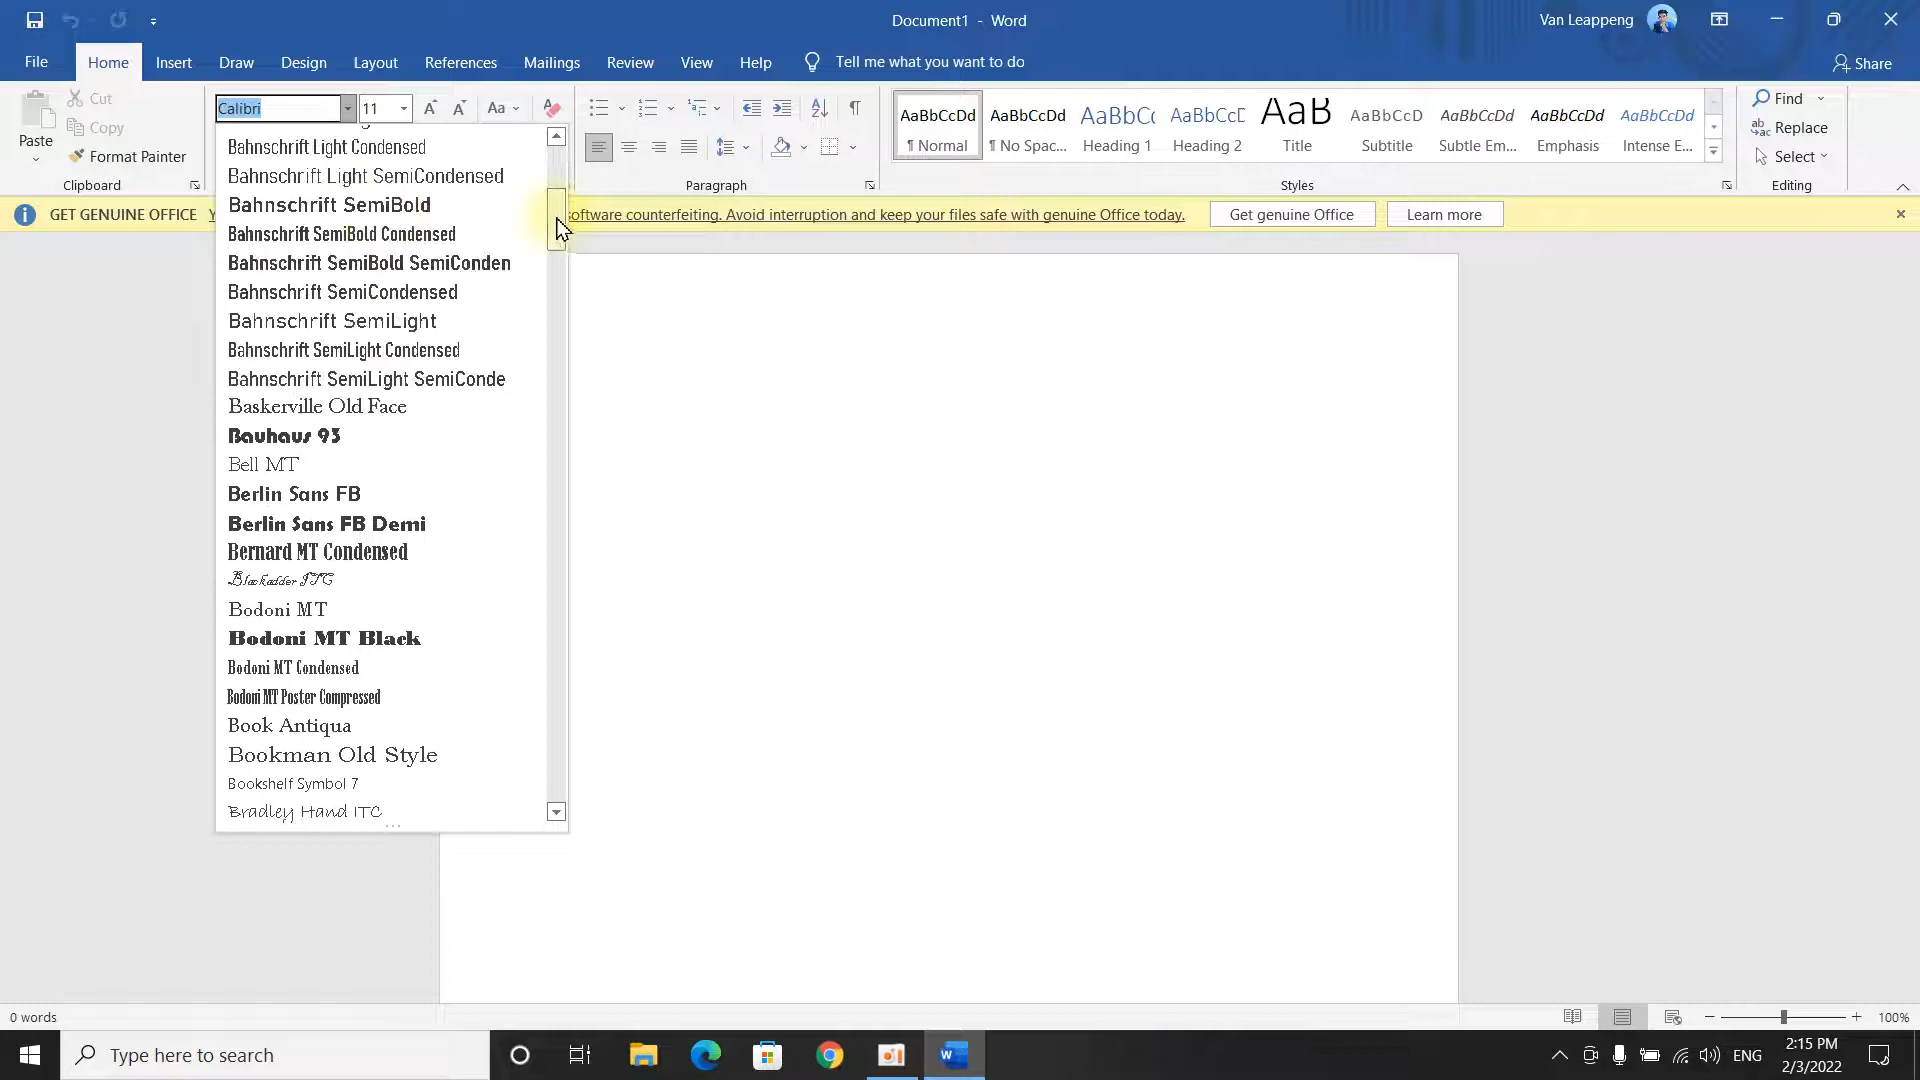 Document1 - Word
Van Leappeng
File
Home
Insert
Draw
Design
Layout
References
Mailings
Review
View
Help
Tell me what you want to do
Share
Paste
Cut
Copy
Format Painter
Clipboard
Calibri
11
Aa
Paragraph
AaBbCcDd
¶ Normal
AaBbCcDd
¶ No Spac...
AaBbCc
Heading 1
AaBbCcD
Heading 2
AaB
Title
AaBbCcD
Subtitle
AaBbCcDd
Subtle Em...
AaBbCcDd
Emphasis
AaBbCcDd
Intense E...
Styles
Find
Replace
Select
Editing
GET GENUINE OFFICE
software counterfeiting. Avoid interruption and keep your files safe with genuine Office today.
Get genuine Office
Learn more
Bahnschrift Light Condensed
Bahnschrift Light SemiCondensed
Bahnschrift SemiBold
Bahnschrift SemiBold Condensed
Bahnschrift SemiBold SemiConden
Bahnschrift SemiCondensed
Bahnschrift SemiLight
Bahnschrift SemiLight Condensed
Bahnschrift SemiLight SemiConde
Baskerville Old Face
Bauhaus 93
Bell MT
Berlin Sans FB
Berlin Sans FB Demi
Bernard MT Condensed
Blackadder ITC
Bodoni MT
Bodoni MT Black
Bodoni MT Condensed
Bodoni MT Poster Compressed
Book Antiqua
Bookman Old Style
Bookshelf Symbol 7
Bradley Hand ITC
0 words
100%
Type here to search
ENG
2:15 PM
2/3/2022